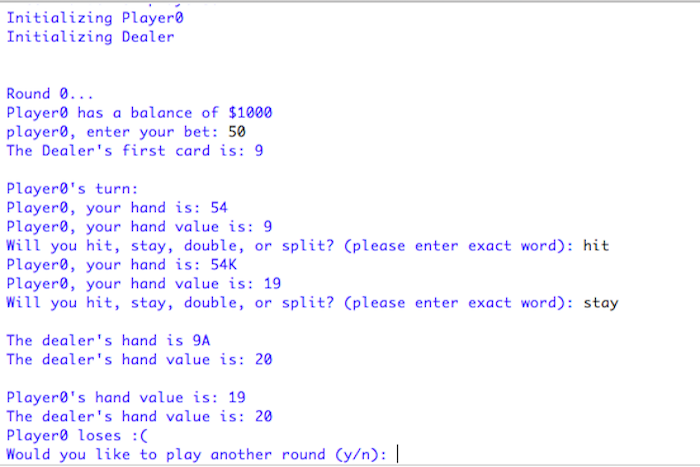 Initializing Player0
Initializing Dealer
Round 0...
Player0 has a balance of $1000
player0, enter your bet: 50
The Dealer's first card is: 9
Player0's turn:
Player0, your hand is: 54
Player0, your hand value is: 9
Will you hit, stay, double, or split? (please enter exact word): hit
Player0, your hand is: 54K
Player0, your hand value is: 19
Will you hit, stay, double, or split? (please enter exact word): stay
The dealer's hand is 9A
The dealer's hand value is: 20
Player0's hand value is: 19
The dealer's hand value is: 20
Player0 loses :(
Would you like to play another round (y/n):